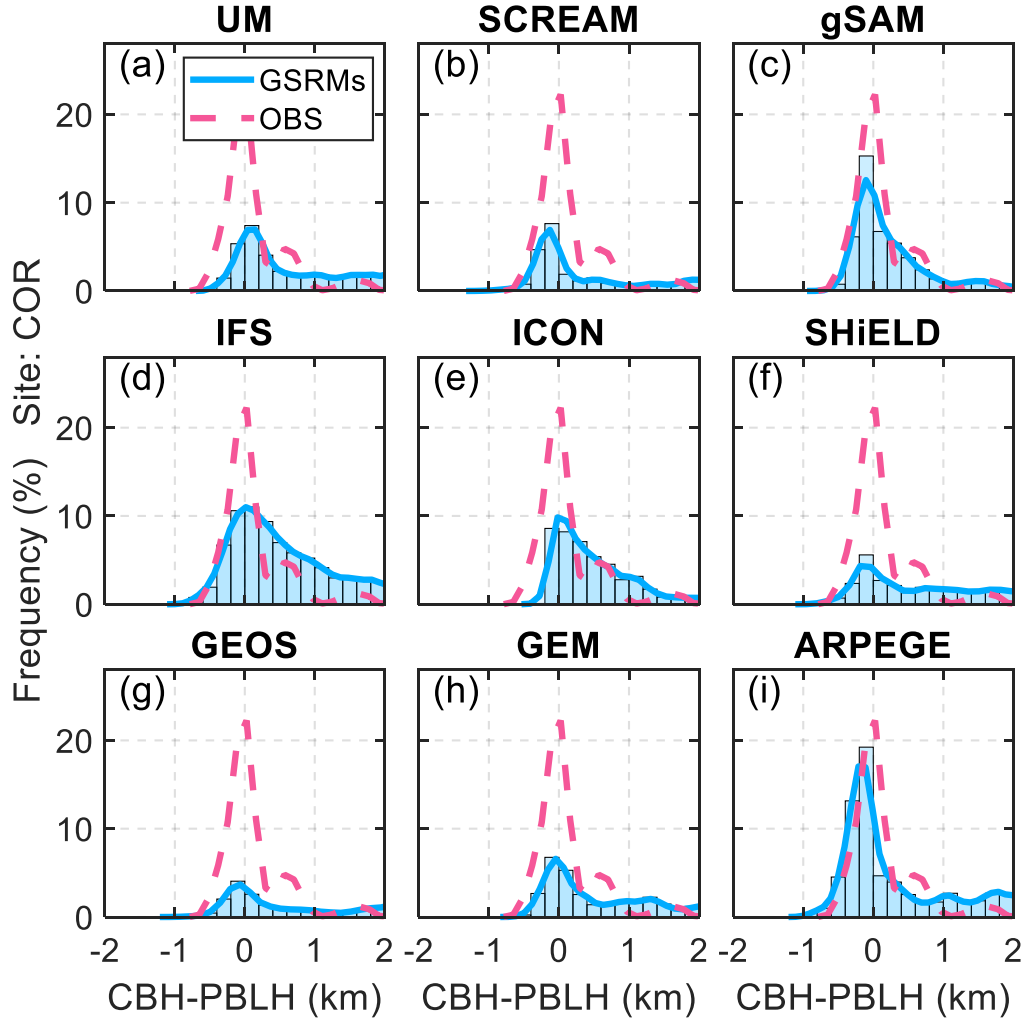 UM
SCREAM
gSAM
(a)
GSRMs
OBS
(b)
(c)
20
10
0
IFS
ICON
SHiELD
(d)
(e)
(f)
20
10
0
Frequency (%) Site: COR
GEOS
GEM
ARPEGE
(g)
(h)
(i)
20
10
0
-2 -1 0 1 2
-2 -1 0 1 2
-2 -1 0 1 2
CBH-PBLH (km)
CBH-PBLH (km)
CBH-PBLH (km)